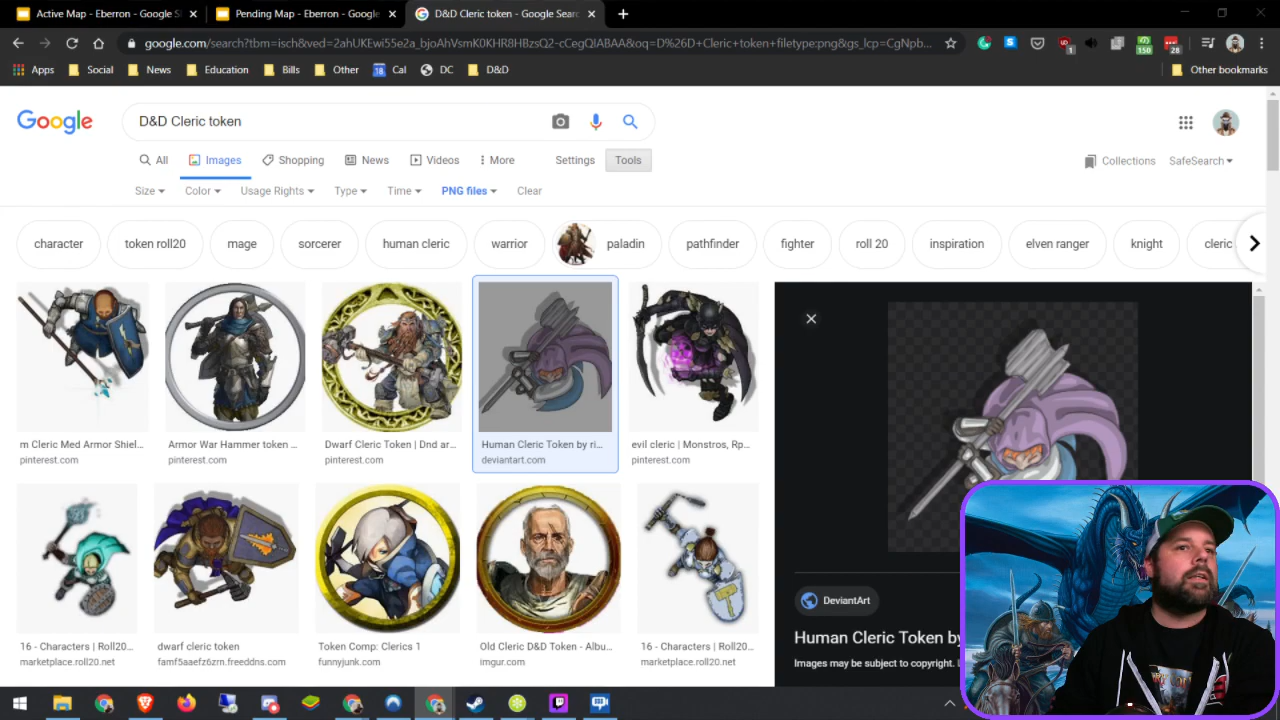 Active Map - Eberron - Google S
Pending Map - Eberron - Google
D&D Cleric token - Google Searc
google.com/search?tbm=isch&ved=2ahUKEwi55e2a_bjoAhVsmK0KHR8HBzsQ2-cCegQIABAA&oq=D%26D+Cleric+token+filetype:png&gs_lcp=CgNpb...
1
150
28
Apps
Social
News
Education
Bills
Other
18
Cal
DC
D&D
Other bookmarks
Google
D&D Cleric token
All
Images
Shopping
News
Videos
More
Settings
Tools
Collections
SafeSearch
Size
Color
Usage Rights
Type
Time
PNG files
Clear
character
token roll20
mage
sorcerer
human cleric
warrior
paladin
pathfinder
fighter
roll 20
inspiration
elven ranger
knight
cleric
m Cleric Med Armor Shiel...
pinterest.com
Armor War Hammer token ...
pinterest.com
Dwarf Cleric Token | Dnd ar...
pinterest.com
Human Cleric Token by ri...
deviantart.com
evil cleric | Monstros, Rp...
pinterest.com
16 - Characters | Roll20...
marketplace.roll20.net
dwarf cleric token
famf5aaefz6zrn.freeddns.com
Token Comp: Clerics 1
funnyjunk.com
Old Cleric D&D Token - Albu...
imgur.com
16 - Characters | Roll20...
marketplace.roll20.net
DeviantArt
Human Cleric Token by
Images may be subject to copyright.